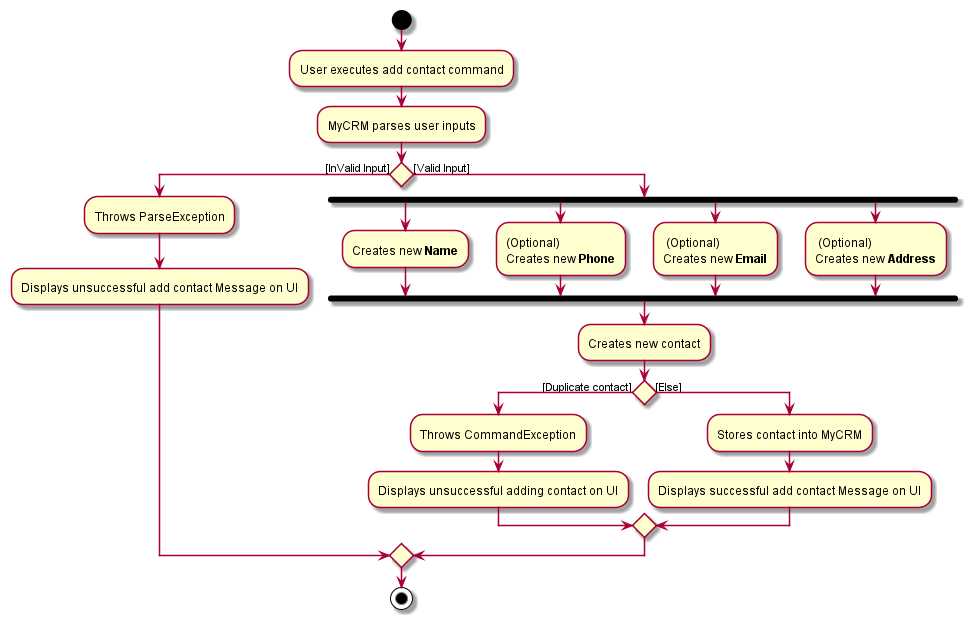 User executes add contact command
MyCRM parses user inputs
[InValid Input]
[Valid Input]
Throws ParseException
Displays unsuccessful add contact Message on UI
Creates new Name
(Optional)
Creates new Phone
(Optional)
Creates new Email
(Optional)
Creates new Address
Creates new contact
[Duplicate contact]
[Else]
Throws CommandException
Displays unsuccessful adding contact on UI
Stores contact into MyCRM
Displays successful add contact Message on UI